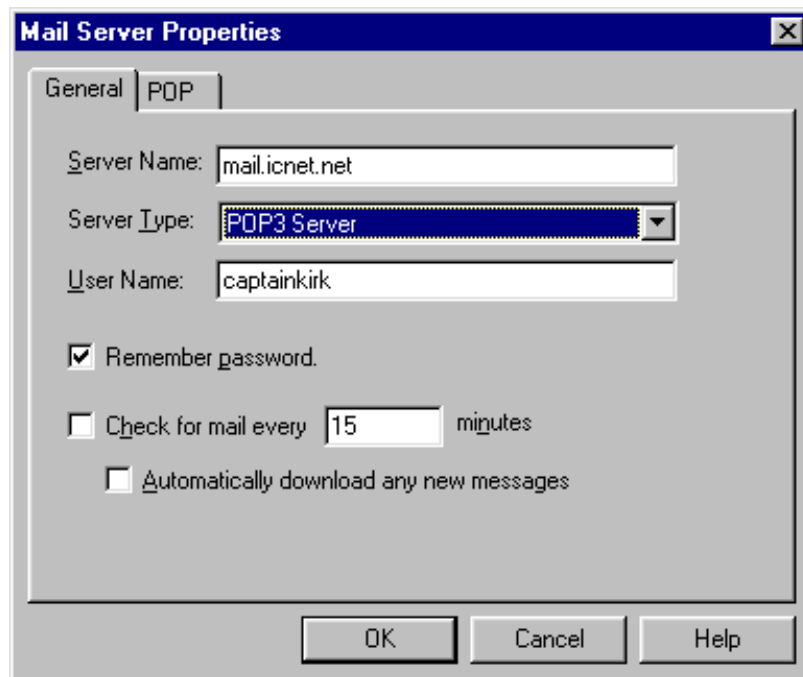 Mail Server Properties
General POP
Server Name: mail.icnet.net
Server Type: POP3 Server
User Name: captainkirk
Remember password.
Check for mail every 15 minutes
Automatically download any new messages
OK Cancel Help